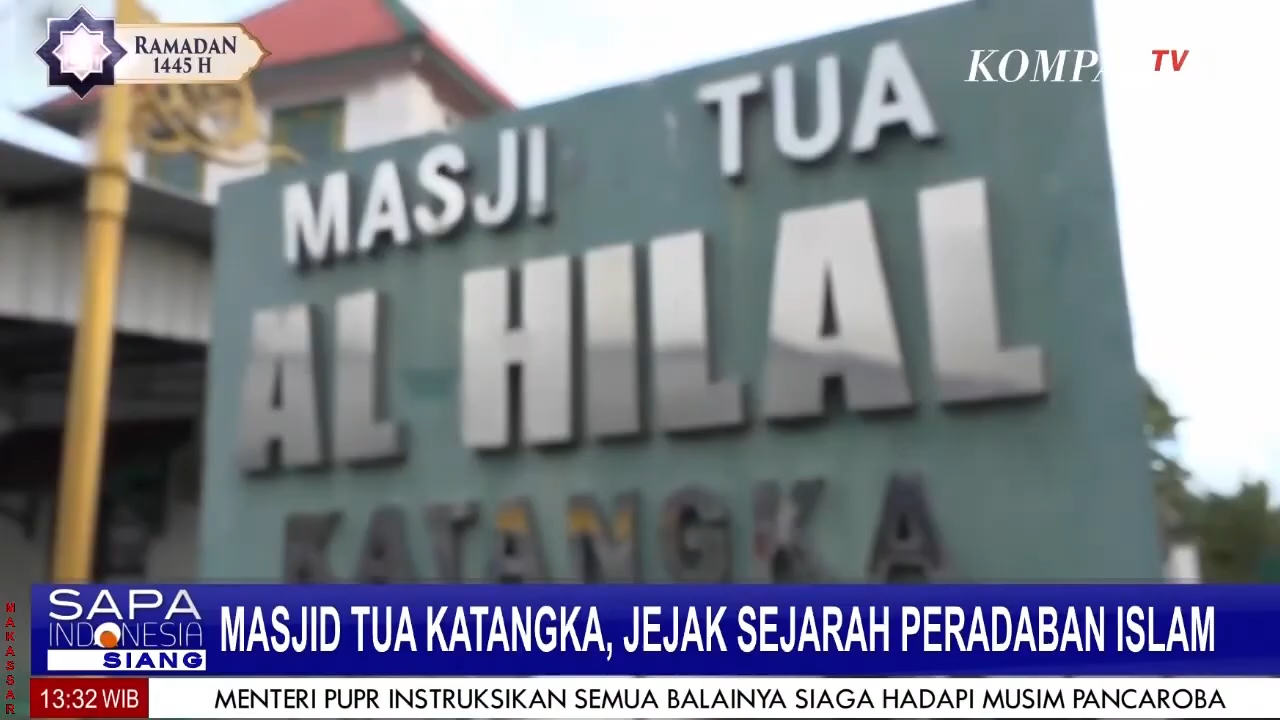 RAMADAN
1445 H
KOMPAS TV
MASJI TUA
AL HILAL
KATANGKA
SAPA
INDONESIA
SIANG
MASJID TUA KATANGKA, JEJAK SEJARAH PERADABAN ISLAM
MAKASSAR
13:32 WIB
MENTERI PUPR INSTRUKSIKAN SEMUA BALAINYA SIAGA HADAPI MUSIM PANCAROBA